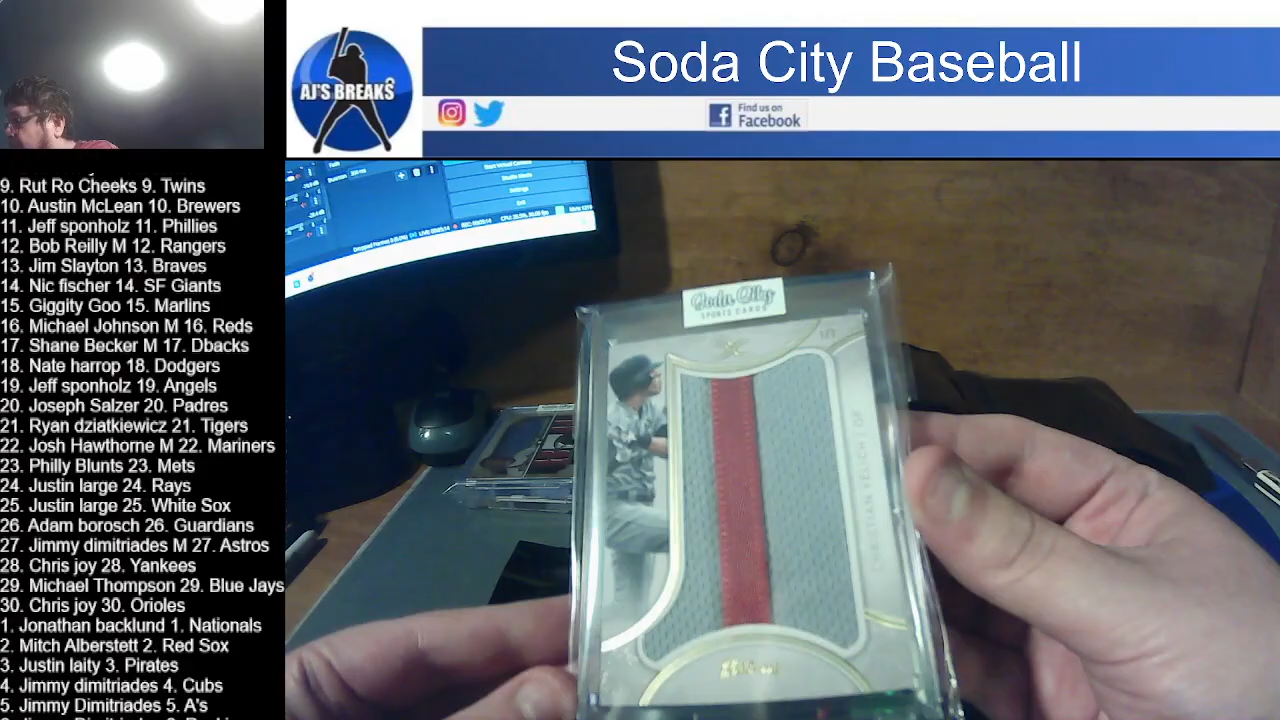 Soda City Baseball
AJ'S BREAKS
Find us on
Facebook
9. Rut Ro Cheeks 9. Twins
10. Austin McLean 10. Brewers
11. Jeff sponholz 11. Phillies
12. Bob Reilly M 12. Rangers
13. Jim Slayton 13. Braves
14. Nic fischer 14. SF Giants
15. Giggity Goo 15. Marlins
16. Michael Johnson M 16. Reds
17. Shane Becker M 17. Dbacks
18. Nate harrop 18. Dodgers
19. Jeff sponholz 19. Angels
20. Joseph Salzer 20. Padres
21. Ryan dziatkiewicz 21. Tigers
22. Josh Hawthorne M 22. Mariners
23. Philly Blunts 23. Mets
24. Justin large 24. Rays
25. Justin large 25. White Sox
26. Adam borosch 26. Guardians
27. Jimmy dimitriades M 27. Astros
28. Chris joy 28. Yankees
29. Michael Thompson 29. Blue Jays
30. Chris joy 30. Orioles
1. Jonathan backlund 1. Nationals
2. Mitch Alberstett 2. Red Sox
3. Justin laity 3. Pirates
4. Jimmy dimitriades 4. Cubs
5. Jimmy Dimitriades 5. A's
Soda City
SPORTS CARDS
CHRISTIAN YELICH | OF